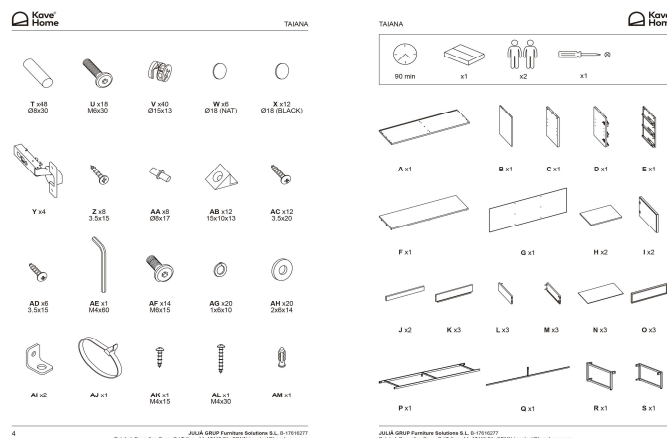 Kave®
Home
TAIANA
T x48
Ø8x30
U x18
M6x30
V x40
Ø15x13
W x6
Ø18 (NAT)
X x12
Ø18 (BLACK)
Y x4
Z x8
3.5x15
AA x8
Ø8x17
AB x12
15x10x13
AC x12
3.5x20
AD x6
3.5x15
AE x1
M4x60
AF x14
M6x15
AG x20
1x6x10
AH x20
2x6x14
AI x2
AJ x1
AK x1
M4x15
AL x1
M4x30
AM x1
4
JULIÀ GRUP Furniture Solutions S.L. B-17616277
TAIANA
Kave
Home
90 min
x1
x2
x1
A x1
B x1
C x1
D x1
E x1
F x1
G x1
H x2
I x2
J x2
K x3
L x3
M x3
N x3
O x3
P x1
Q x1
R x1
S x1
JULIÀ GRUP Furniture Solutions S.L. B-17616277